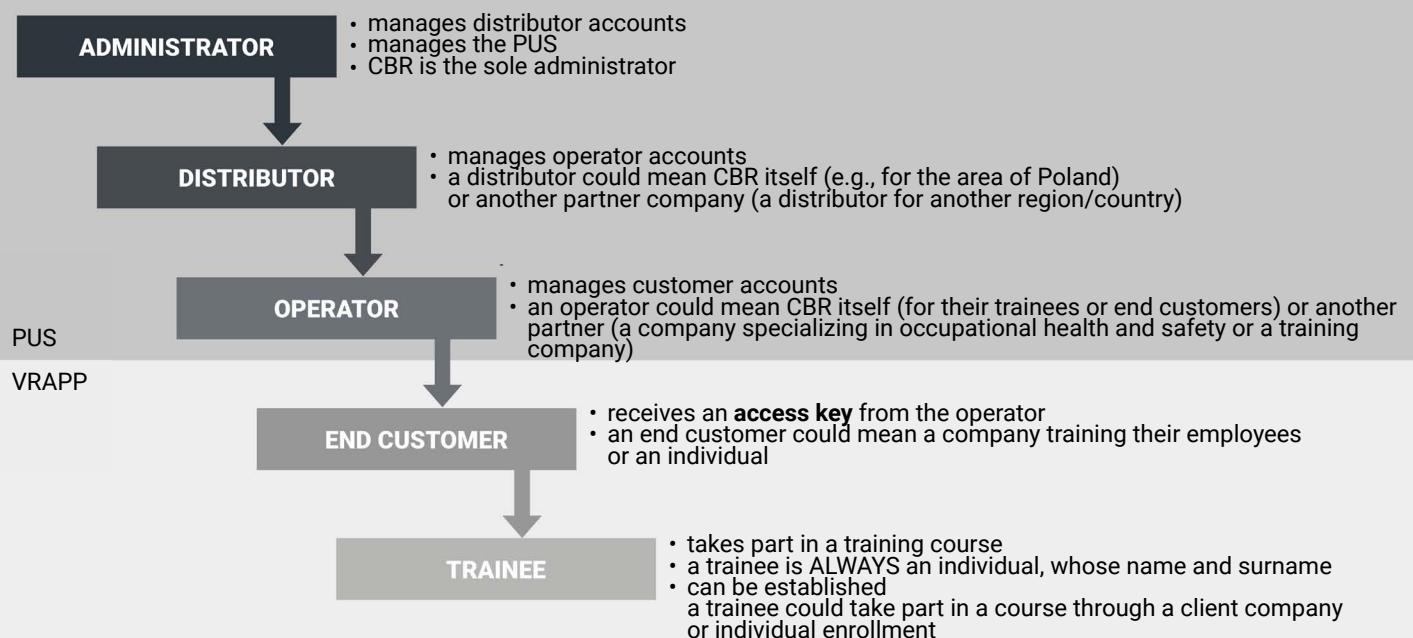 ADMINISTRATOR
• manages distributor accounts
• manages the PUS
• CBR is the sole administrator
DISTRIBUTOR
• manages operator accounts
• a distributor could mean CBR itself (e.g., for the area of Poland)
or another partner company (a distributor for another region/country)
OPERATOR
• manages customer accounts
• an operator could mean CBR itself (for their trainees or end customers) or another
partner (a company specializing in occupational health and safety or a training
company)
PUS
VRAPP
END CUSTOMER
• receives an access key from the operator
• an end customer could mean a company training their employees
or an individual
TRAINEE
• takes part in a training course
• a trainee is ALWAYS an individual, whose name and surname
• can be established
a trainee could take part in a course through a client company
or individual enrollment